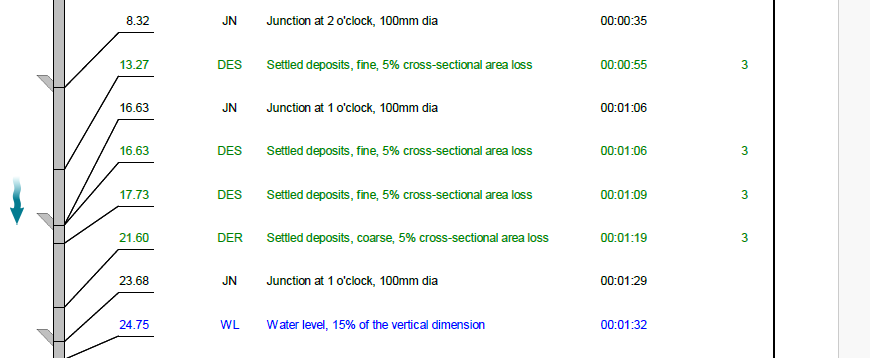 8.32 JN Junction at 2 o'clock, 100mm dia 00:00:35
13.27 DES Settled deposits, fine, 5% cross-sectional area loss 00:00:55 3
16.63 JN Junction at 1 o'clock, 100mm dia 00:01:06
16.63 DES Settled deposits, fine, 5% cross-sectional area loss 00:01:06 3
17.73 DES Settled deposits, fine, 5% cross-sectional area loss 00:01:09 3
21.60 DER Settled deposits, coarse, 5% cross-sectional area loss 00:01:19 3
23.68 JN Junction at 1 o'clock, 100mm dia 00:01:29
24.75 WL Water level, 15% of the vertical dimension 00:01:32